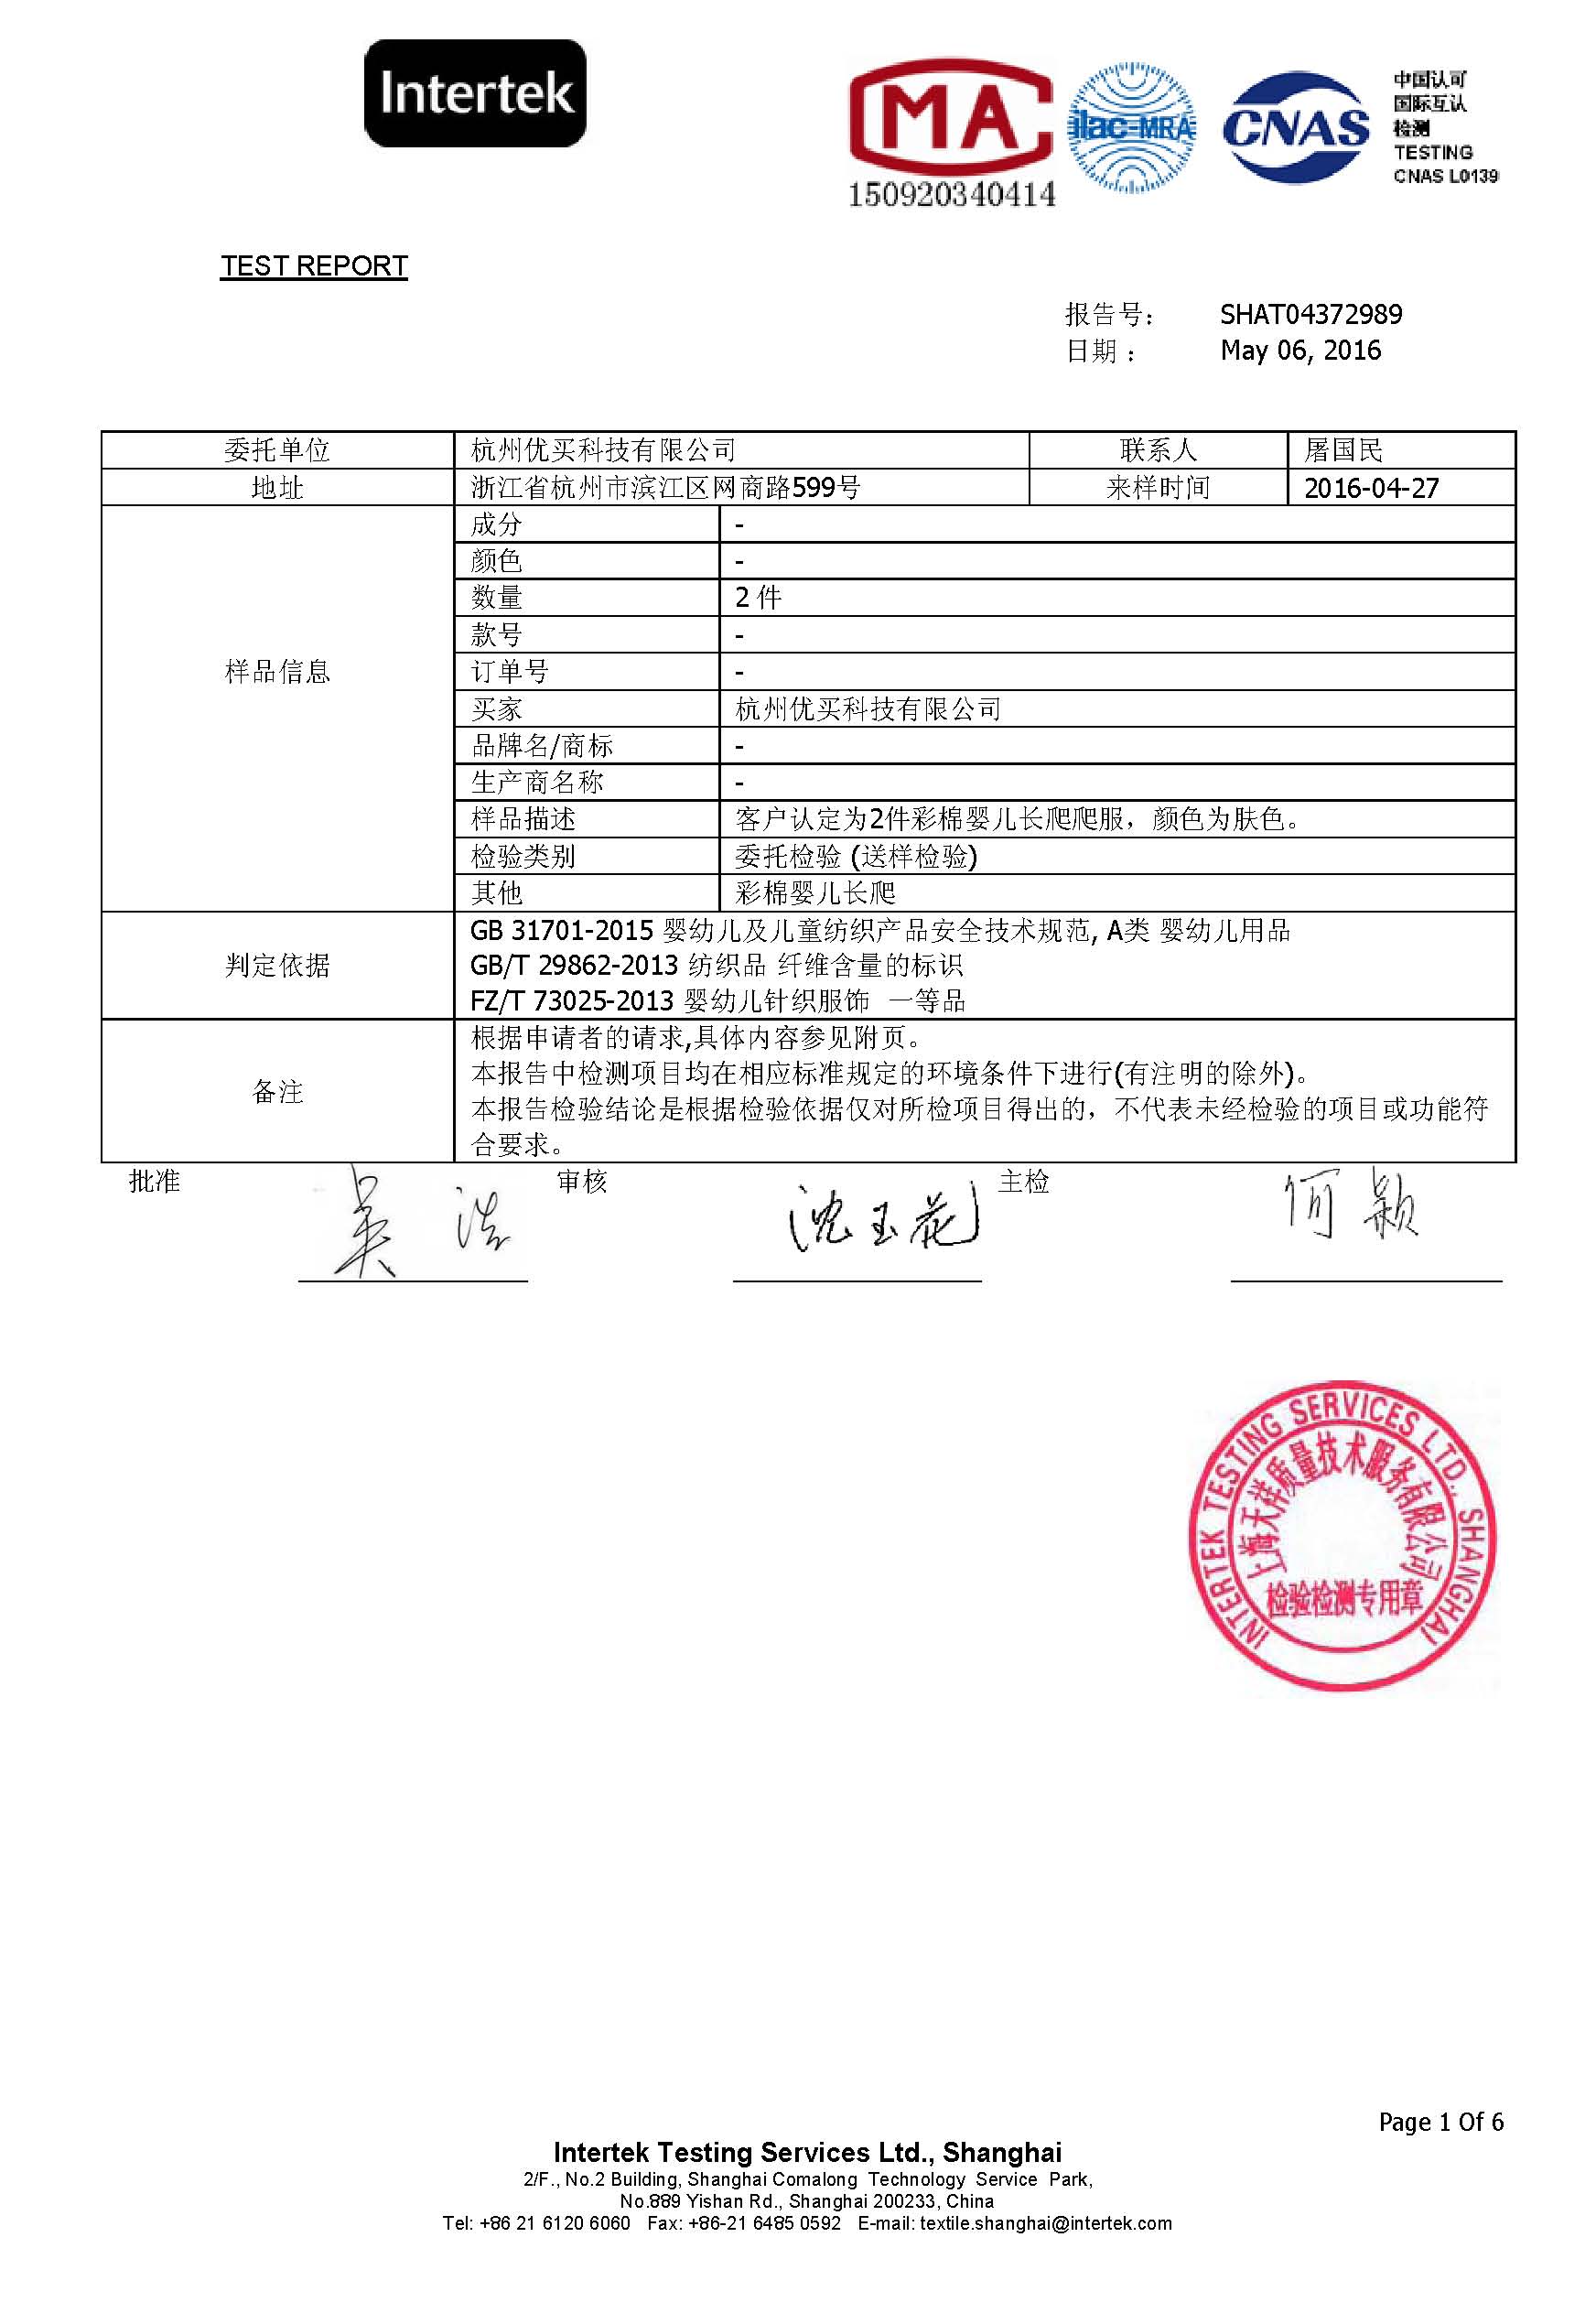 Intertek
MA
150920340414
ilac-MRA
CNAS
中国认可
国际互认
检测
TESTING
CNAS L0139
TEST REPORT
报告号： SHAT04372989
日期： May 06, 2016
委托单位 杭州优买科技有限公司 联系人 屠国民
地址 浙江省杭州市滨江区网商路599号 来样时间 2016-04-27
样品信息
成分 -
颜色 -
数量 2 件
款号 -
订单号 -
买家 杭州优买科技有限公司
品牌名/商标 -
生产商名称 -
样品描述 客户认定为2件彩棉婴儿长爬爬服，颜色为肤色。
检验类别 委托检验 (送样检验)
其他 彩棉婴儿长爬
判定依据
GB 31701-2015 婴幼儿及儿童纺织产品安全技术规范, A类 婴幼儿用品
GB/T 29862-2013 纺织品 纤维含量的标识
FZ/T 73025-2013 婴幼儿针织服饰 一等品
备注
根据申请者的请求,具体内容参见附页。
本报告中检测项目均在相应标准规定的环境条件下进行(有注明的除外)。
本报告检验结论是根据检验依据仅对所检项目得出的，不代表未经检验的项目或功能符
合要求。
批准 吴浩 审核 沈玉花 主检 何颖
INTERTEK TESTING SERVICES LTD., SHANGHAI
上海天祥质量技术服务有限公司
检验检测专用章
Page 1 Of 6
Intertek Testing Services Ltd., Shanghai
2/F., No.2 Building, Shanghai Comalong Technology Service Park,
No.889 Yishan Rd., Shanghai 200233, China
Tel: +86 21 6120 6060 Fax: +86-21 6485 0592 E-mail: textile.shanghai@intertek.com